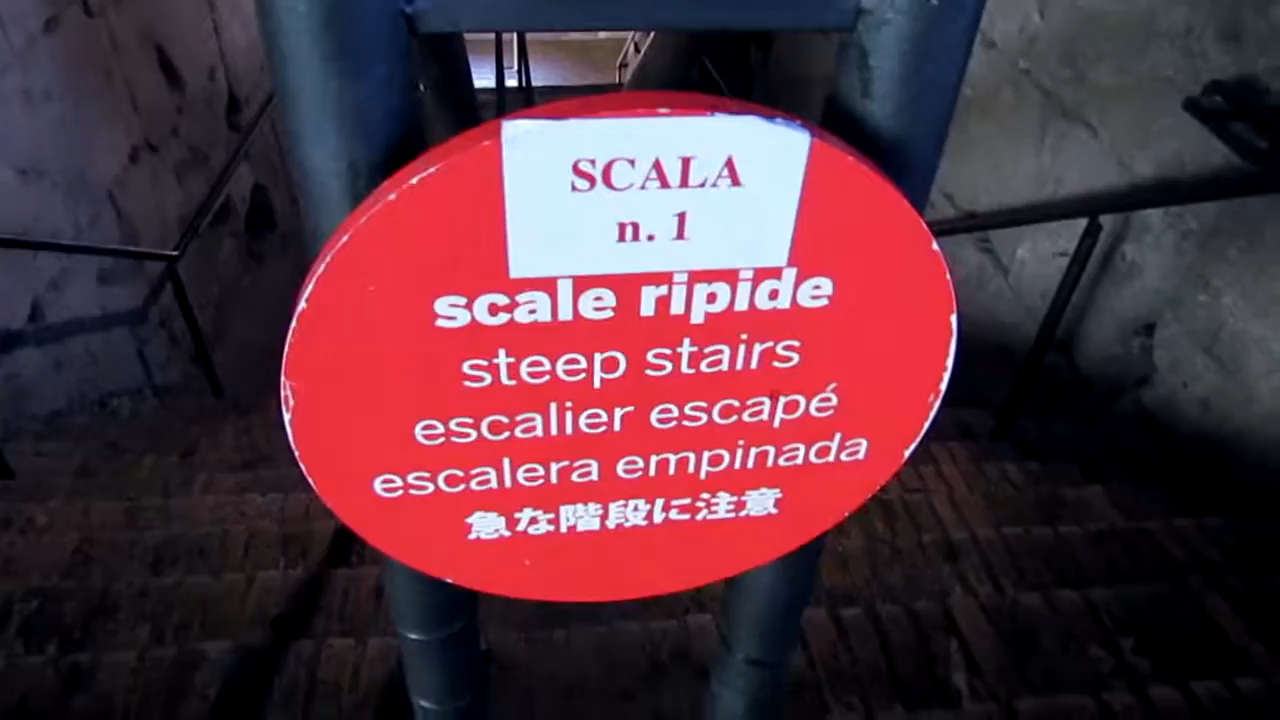 SCALA
n. 1
scale ripide
steep stairs
escalier escapé
escalera empinada
急な階段に注意